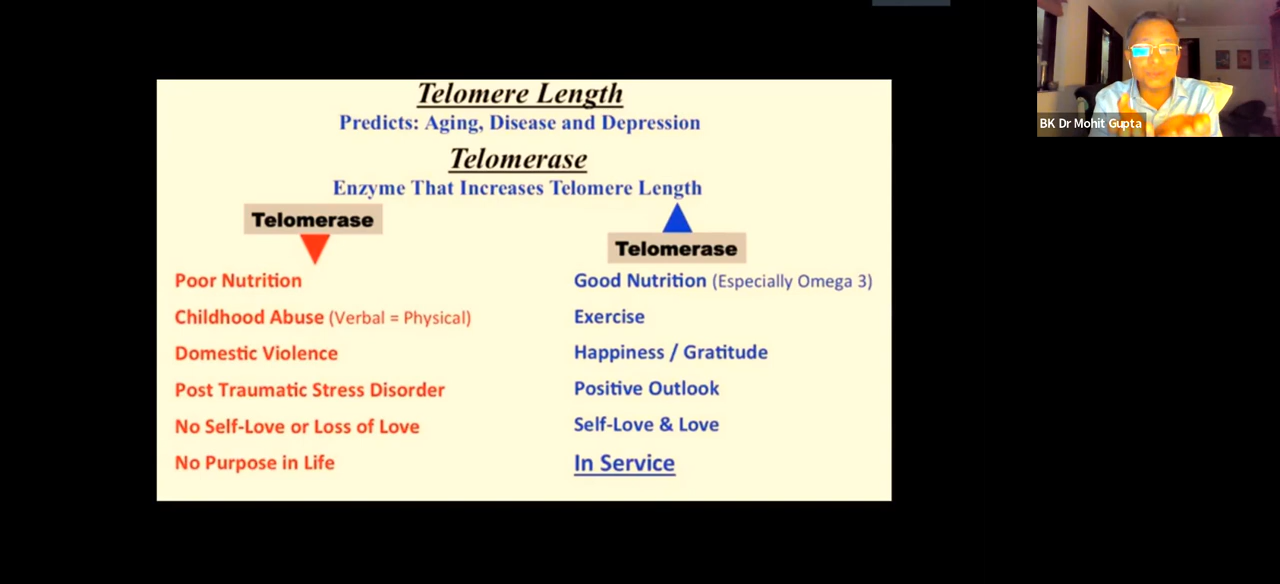 Telomere Length
Predicts: Aging, Disease and Depression
Telomerase
Enzyme That Increases Telomere Length
Telomerase
Telomerase
Poor Nutrition
Childhood Abuse (Verbal = Physical)
Domestic Violence
Post Traumatic Stress Disorder
No Self-Love or Loss of Love
No Purpose in Life
Good Nutrition (Especially Omega 3)
Exercise
Happiness / Gratitude
Positive Outlook
Self-Love & Love
In Service
BK Dr Mohit Gupta